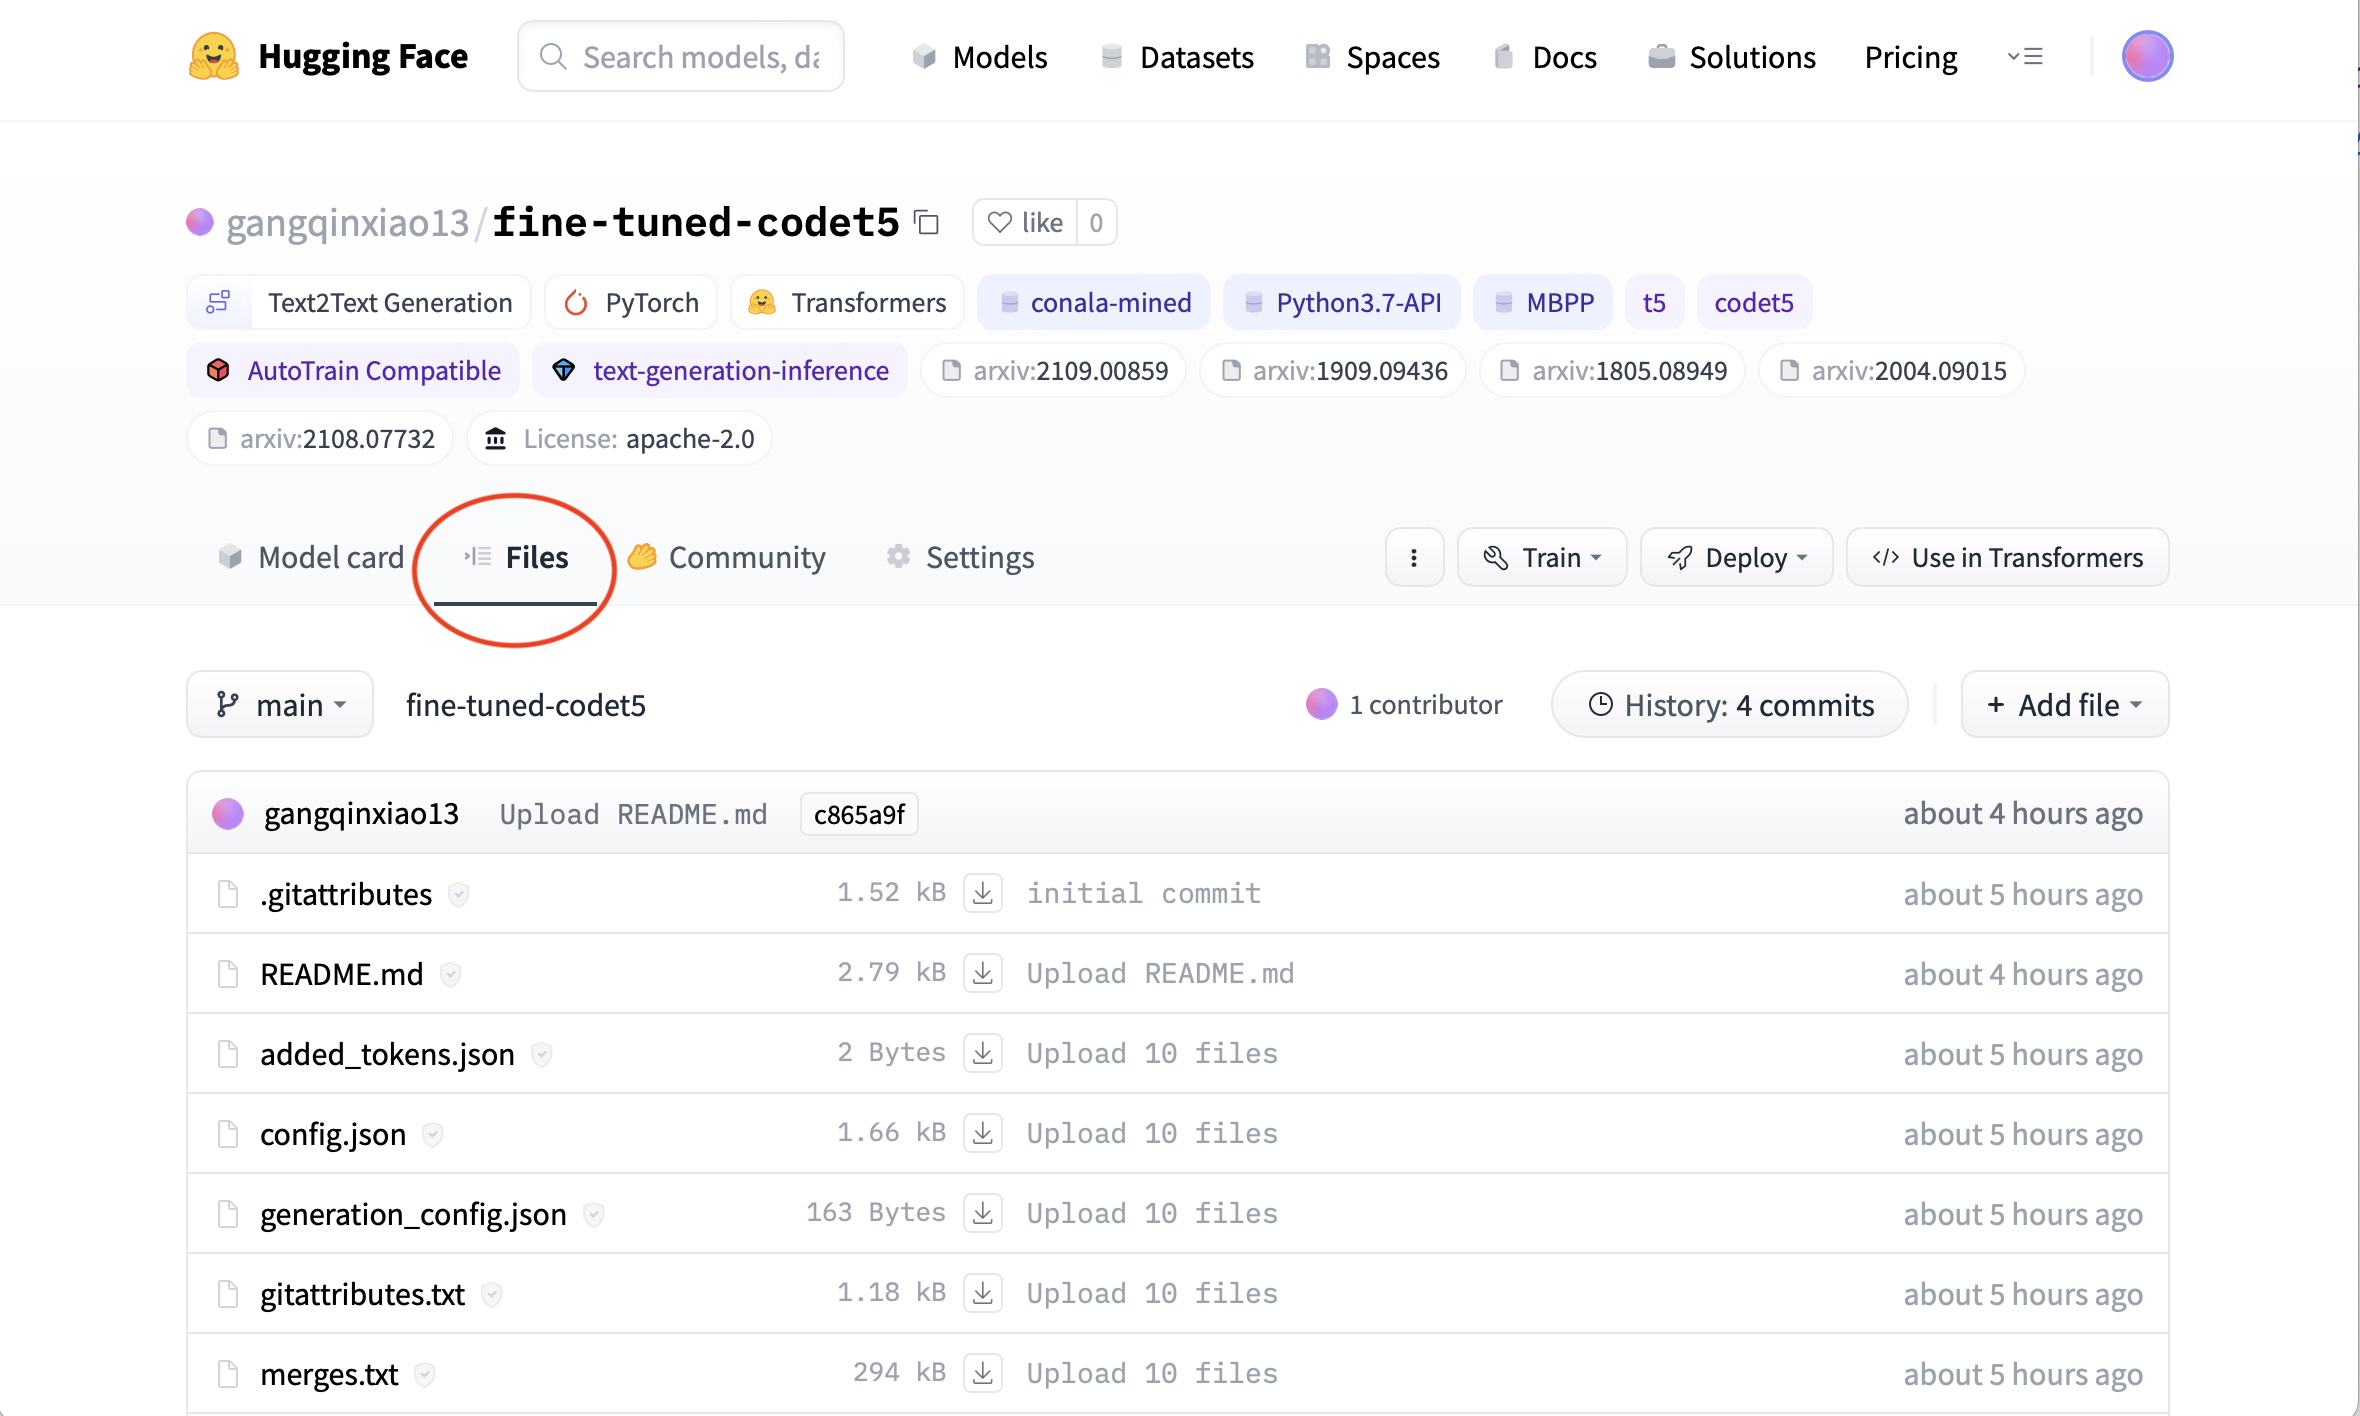 Hugging Face Search models, da Models Datasets Spaces Docs Solutions Pricing
gangqinxiao13/fine-tuned-codet5 like 0
Text2Text Generation PyTorch Transformers conala-mined Python3.7-API MBPP t5 codet5
AutoTrain Compatible text-generation-inference arxiv:2109.00859 arxiv:1909.09436 arxiv:1805.08949 arxiv:2004.09015
arxiv:2108.07732 License: apache-2.0
Model card Files Community Settings Train Deploy </> Use in Transformers
main fine-tuned-codet5 1 contributor History: 4 commits + Add file
gangqinxiao13 Upload README.md c865a9f about 4 hours ago
.gitattributes 1.52 kB initial commit about 5 hours ago
README.md 2.79 kB Upload README.md about 4 hours ago
added_tokens.json 2 Bytes Upload 10 files about 5 hours ago
config.json 1.66 kB Upload 10 files about 5 hours ago
generation_config.json 163 Bytes Upload 10 files about 5 hours ago
gitattributes.txt 1.18 kB Upload 10 files about 5 hours ago
merges.txt 294 kB Upload 10 files about 5 hours ago